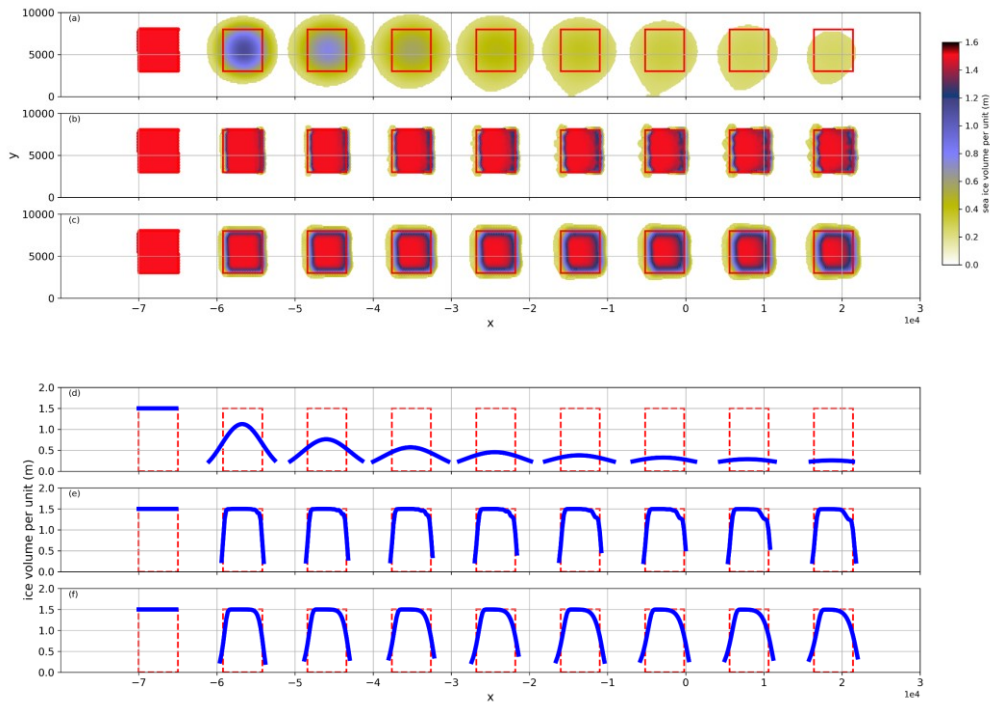 (a)
10000
5000
0
(b)
10000
5000
0
y
(c)
10000
5000
0
−7 −6 −5 −4 −3 −2 −1 0 1 2 3
x
1e4
1.6
1.4
1.2
1.0
0.8
0.6
0.4
0.2
0.0
sea ice volume per unit (m)
(d)
2.0
1.5
1.0
0.5
0.0
(e)
2.0
1.5
1.0
0.5
0.0
(f)
2.0
1.5
1.0
0.5
0.0
ice volume per unit (m)
−7 −6 −5 −4 −3 −2 −1 0 1 2 3
x
1e4